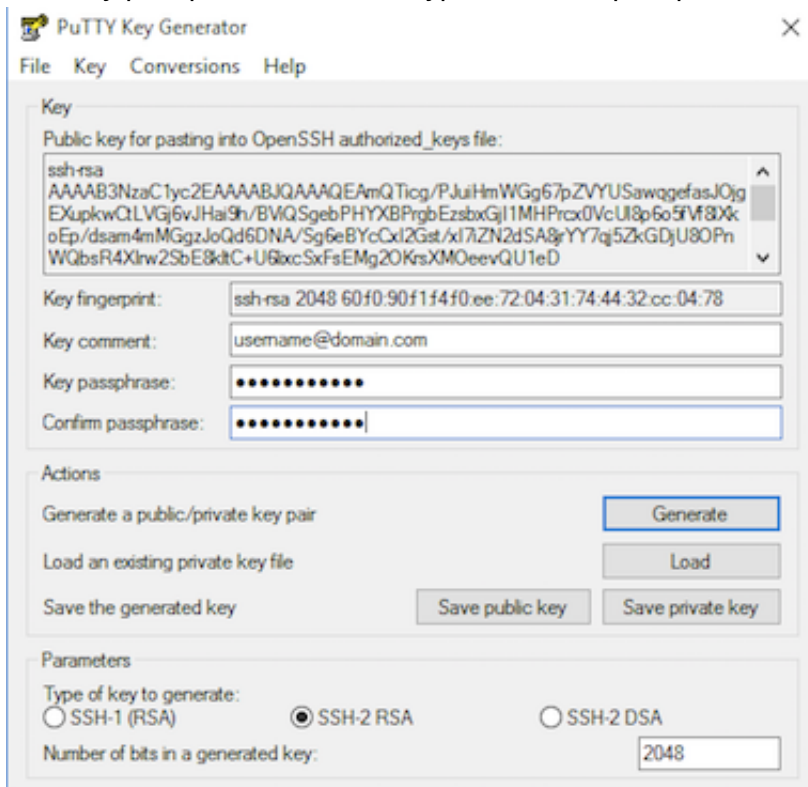 PuTTY Key Generator
File Key Conversions Help
Key
Public key for pasting into OpenSSH authorized_keys file:
ssh-rsa
AAAAB3NzaC1yc2EAAAABJQAAAQEAmQTicg/PJuiHmWGg67pZVYUSawqgefasJOjg
EXupkwCtLVGj6vJHai9h/BViQSgebPHYXBPrgbEzsbxGjI1MHPrcx0VcUI8p6o5fVf8IXk
oEp/dsam4mMGgzJoQd6DNA/Sg6eBYcCxI2Gst/xI7iZN2dSA8jrYY7qj5ZkGDjU8OPn
WQbsR4XIrw2SbE8kItC+U6lxcSxFsEMg2OKrsXMOeevQU1eD
Key fingerprint: ssh-rsa 2048 60:f0:90:f1:f4:f0:ee:72:04:31:74:44:32:cc:04:78
Key comment: username@domain.com
Key passphrase: ●●●●●●●●●●●
Confirm passphrase: ●●●●●●●●●●●
Actions
Generate a public/private key pair Generate
Load an existing private key file Load
Save the generated key Save public key Save private key
Parameters
Type of key to generate:
SSH-1 (RSA) SSH-2 RSA SSH-2 DSA
Number of bits in a generated key: 2048